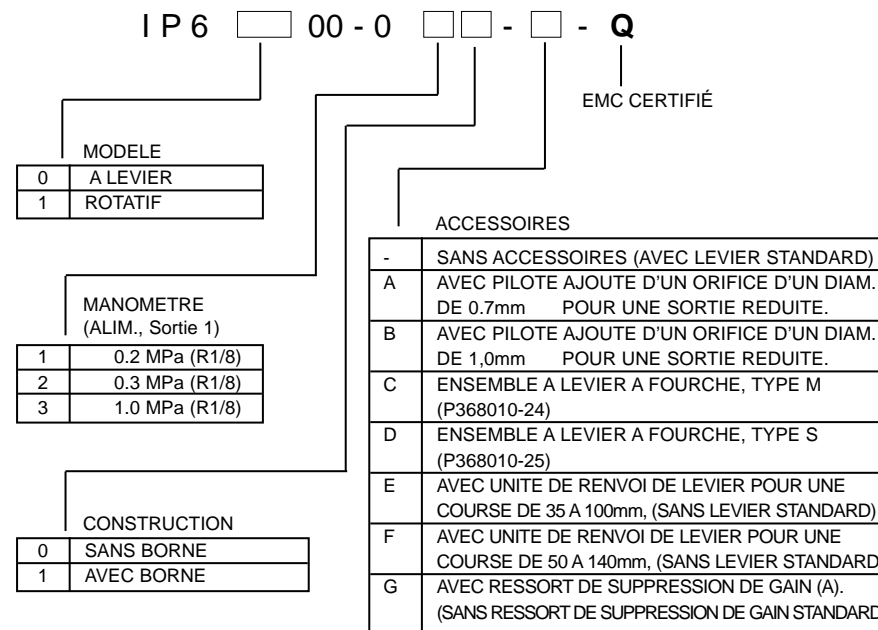 IP6 00 - 0 - - Q
EMC CERTIFIÉ
MODELE
0 A LEVIER
1 ROTATIF
MANOMETRE
(ALIM., Sortie 1)
1 0.2 MPa (R1/8)
2 0.3 MPa (R1/8)
3 1.0 MPa (R1/8)
CONSTRUCTION
0 SANS BORNE
1 AVEC BORNE
ACCESSOIRES
- SANS ACCESSOIRES (AVEC LEVIER STANDARD)
A AVEC PILOTE AJOUTE D'UN ORIFICE D'UN DIAM.
DE 0.7mm POUR UNE SORTIE REDUITE.
B AVEC PILOTE AJOUTE D'UN ORIFICE D'UN DIAM.
DE 1,0mm POUR UNE SORTIE REDUITE.
C ENSEMBLE A LEVIER A FOURCHE, TYPE M
(P368010-24)
D ENSEMBLE A LEVIER A FOURCHE, TYPE S
(P368010-25)
E AVEC UNITE DE RENVOI DE LEVIER POUR UNE
COURSE DE 35 A 100mm, (SANS LEVIER STANDARD)
F AVEC UNITE DE RENVOI DE LEVIER POUR UNE
COURSE DE 50 A 140mm, (SANS LEVIER STANDARD
G AVEC RESSORT DE SUPPRESSION DE GAIN (A).
(SANS RESSORT DE SUPPRESSION DE GAIN STANDARD